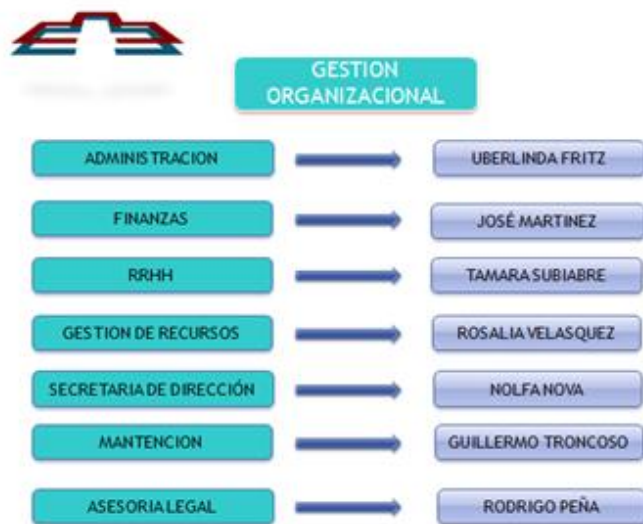 GESTION
ORGANIZACIONAL
ADMINISTRACION UBERLINDA FRITZ
FINANZAS JOSÉ MARTINEZ
RRHH TAMARA SUBIABRE
GESTION DE RECURSOS ROSALIA VELASQUEZ
SECRETARIA DE DIRECCIÓN NOLFA NOVA
MANTENCION GUILLERMO TRONCOSO
ASESORIA LEGAL RODRIGO PEÑA